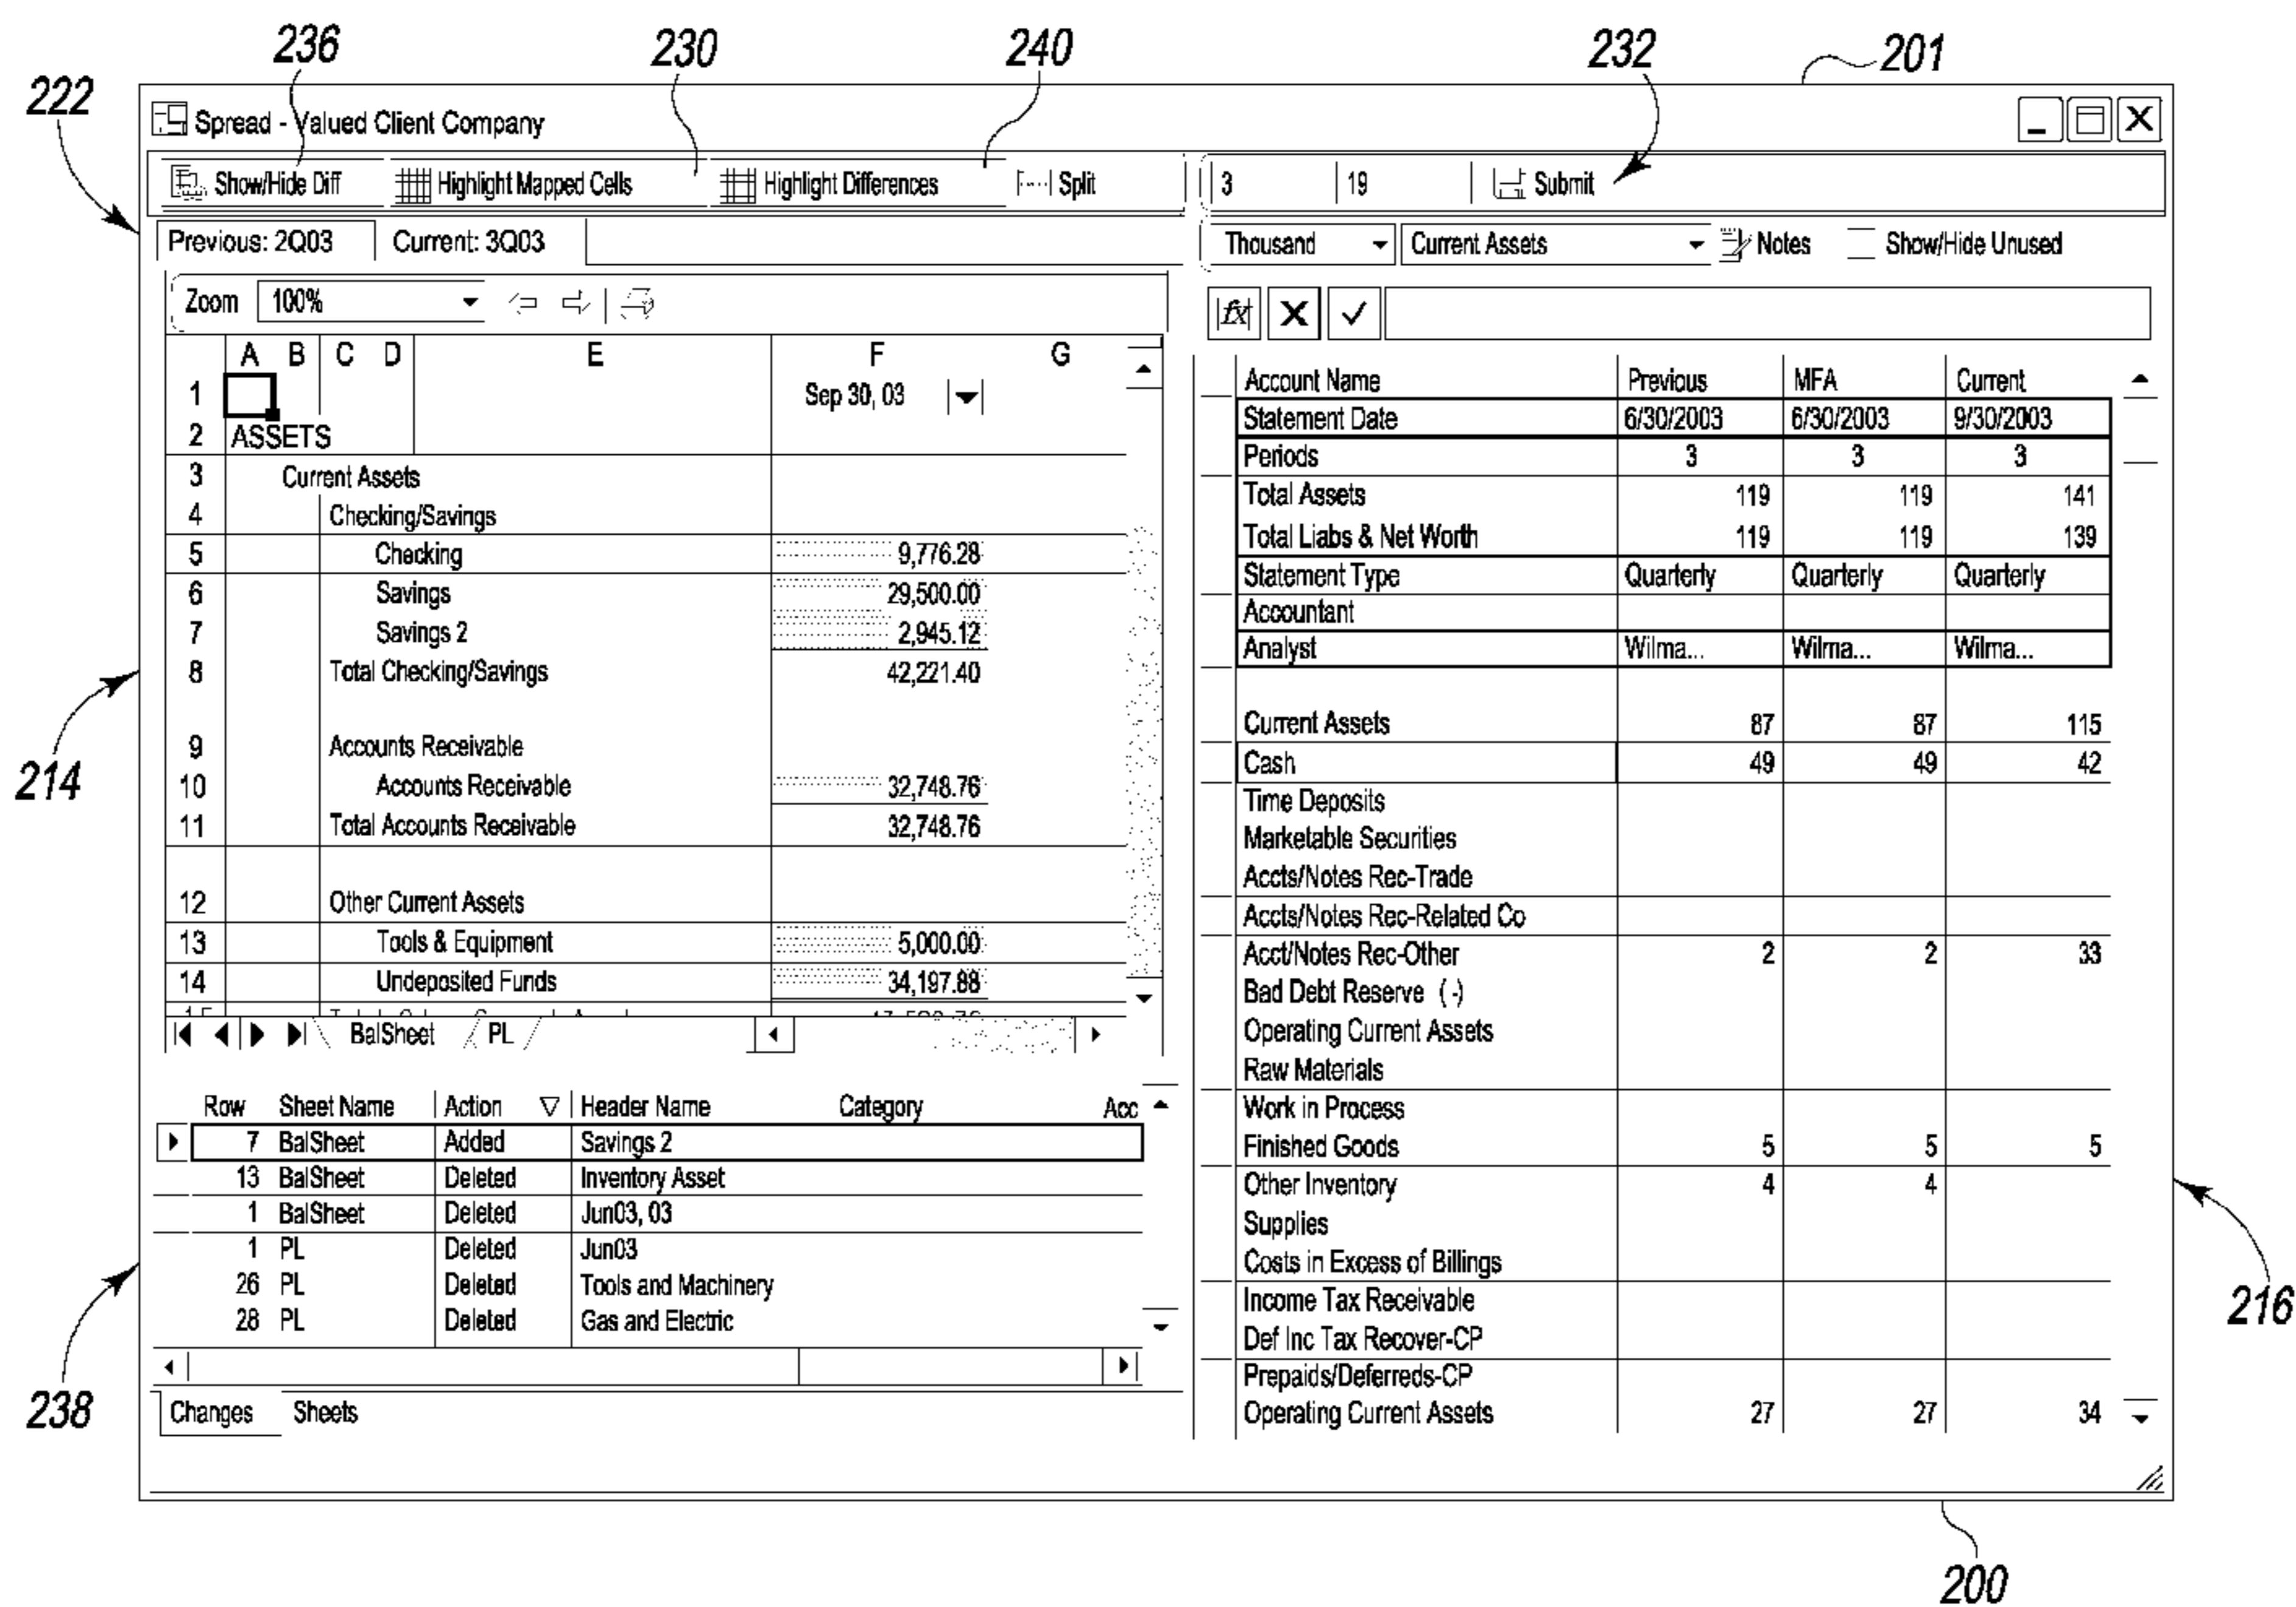 236 230 240 232 201
222
Spread - Valued Client Company
Show/Hide Diff Highlight Mapped Cells Highlight Differences Split 3 19 Submit
Previous: 2Q03 Current: 3Q03
Thousand Current Assets Notes Show/Hide Unused
Zoom 100%
fx
A B C D E F G
1 Sep 30, 03
2 ASSETS
3 Current Assets
4 Checking/Savings
5 Checking 9,776.28
6 Savings 29,500.00
7 Savings 2 2,945.12
8 Total Checking/Savings 42,221.40
9 Accounts Receivable
10 Accounts Receivable 32,748.76
11 Total Accounts Receivable 32,748.76
12 Other Current Assets
13 Tools & Equipment 5,000.00
14 Undeposited Funds 34,197.88
BalSheet PL
214
Row Sheet Name Action Header Name Category Acc
7 BalSheet Added Savings 2
13 BalSheet Deleted Inventory Asset
1 BalSheet Deleted Jun03, 03
1 PL Deleted Jun03
26 PL Deleted Tools and Machinery
28 PL Deleted Gas and Electric
Changes Sheets
238
Account Name Previous MFA Current
Statement Date 6/30/2003 6/30/2003 9/30/2003
Periods 3 3 3
Total Assets 119 119 141
Total Liabs & Net Worth 119 119 139
Statement Type Quarterly Quarterly Quarterly
Accountant
Analyst Wilma... Wilma... Wilma...
Current Assets 87 87 115
Cash 49 49 42
Time Deposits
Marketable Securities
Accts/Notes Rec-Trade
Accts/Notes Rec-Related Co
Acct/Notes Rec-Other 2 2 33
Bad Debt Reserve (-)
Operating Current Assets
Raw Materials
Work in Process
Finished Goods 5 5 5
Other Inventory 4 4
Supplies
Costs in Excess of Billings
Income Tax Receivable
Def Inc Tax Recover-CP
Prepaids/Deferreds-CP
Operating Current Assets 27 27 34
216
200